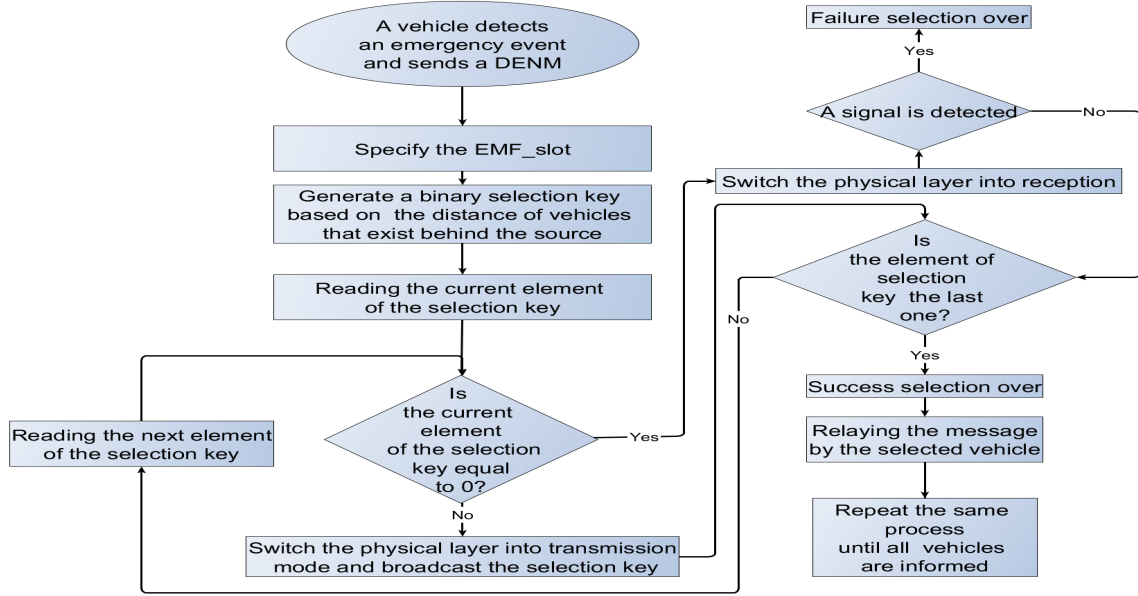 A vehicle detects
an emergency event
and sends a DENM
Specify the EMF_slot
Generate a binary selection key
based on the distance of vehicles
that exist behind the source
Reading the current element
of the selection key
Is
the current
element
of the selection
key equal
to 0?
Yes
No
Reading the next element
of the selection key
Switch the physical layer into transmission
mode and broadcast the selection key
Failure selection over
Yes
A signal is detected
No
Switch the physical layer into reception
Is
the element of
selection
key the last
one?
No
Yes
Success selection over
Relaying the message
by the selected vehicle
Repeat the same
process
until all vehicles
are informed